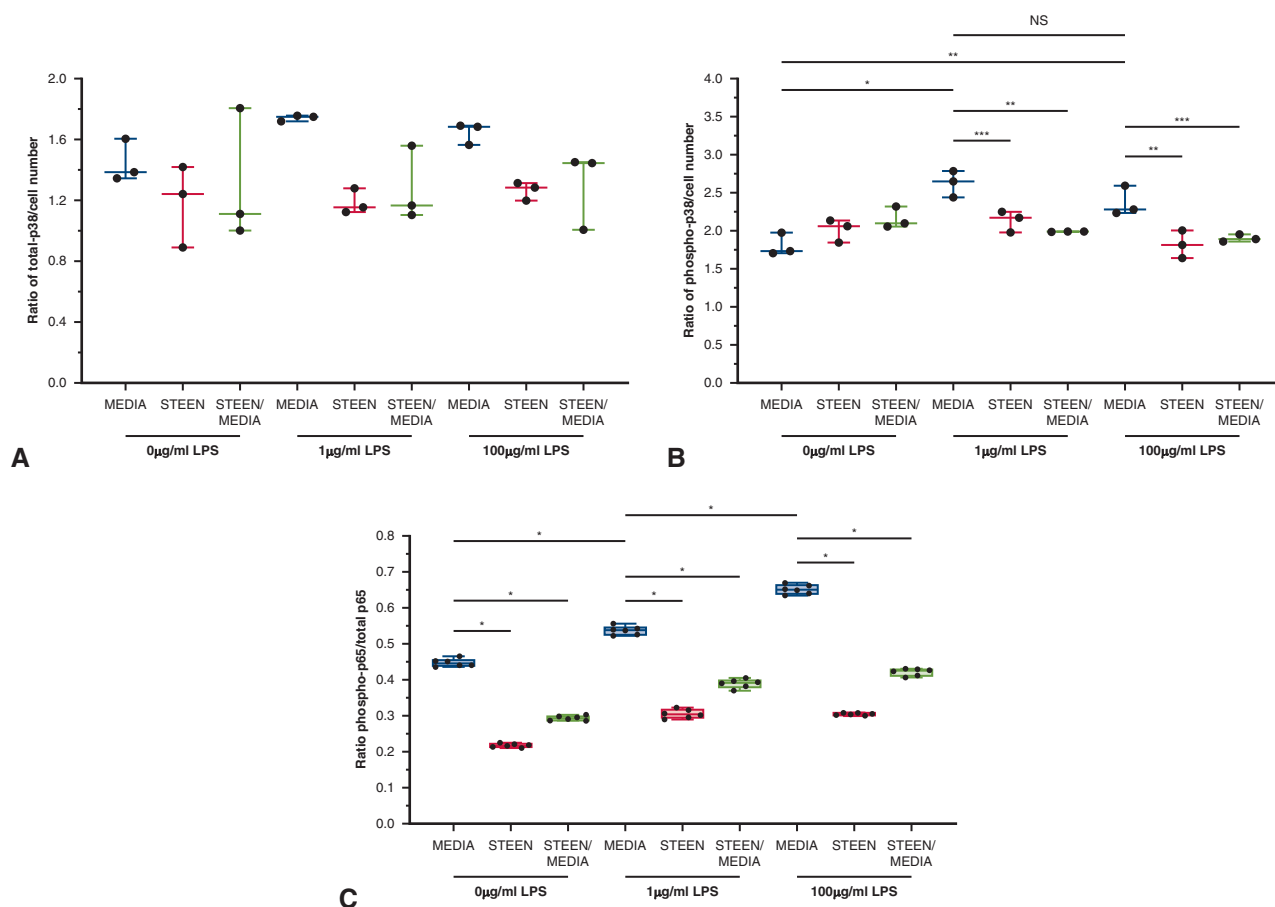 Ratio of total-p38/cell number
2.0
1.6
1.2
0.8
0.4
0.0
MEDIA STEEN STEEN/ MEDIA STEEN STEEN/ MEDIA STEEN STEEN/
MEDIA MEDIA MEDIA
0µg/ml LPS 1µg/ml LPS 100µg/ml LPS
A
Ratio of phospho-p38/cell number
NS
**
*
**
***
***
**
4.0
3.5
3.0
2.5
2.0
1.5
1.0
0.5
0.0
MEDIA STEEN STEEN/ MEDIA STEEN STEEN/ MEDIA STEEN STEEN/
MEDIA MEDIA MEDIA
0µg/ml LPS 1µg/ml LPS 100µg/ml LPS
B
Ratio phospho-p65/total p65
*
*
*
*
*
*
*
*
0.8
0.7
0.6
0.5
0.4
0.3
0.2
0.1
0.0
MEDIA STEEN STEEN/ MEDIA STEEN STEEN/ MEDIA STEEN STEEN/
MEDIA MEDIA MEDIA
0µg/ml LPS 1µg/ml LPS 100µg/ml LPS
C